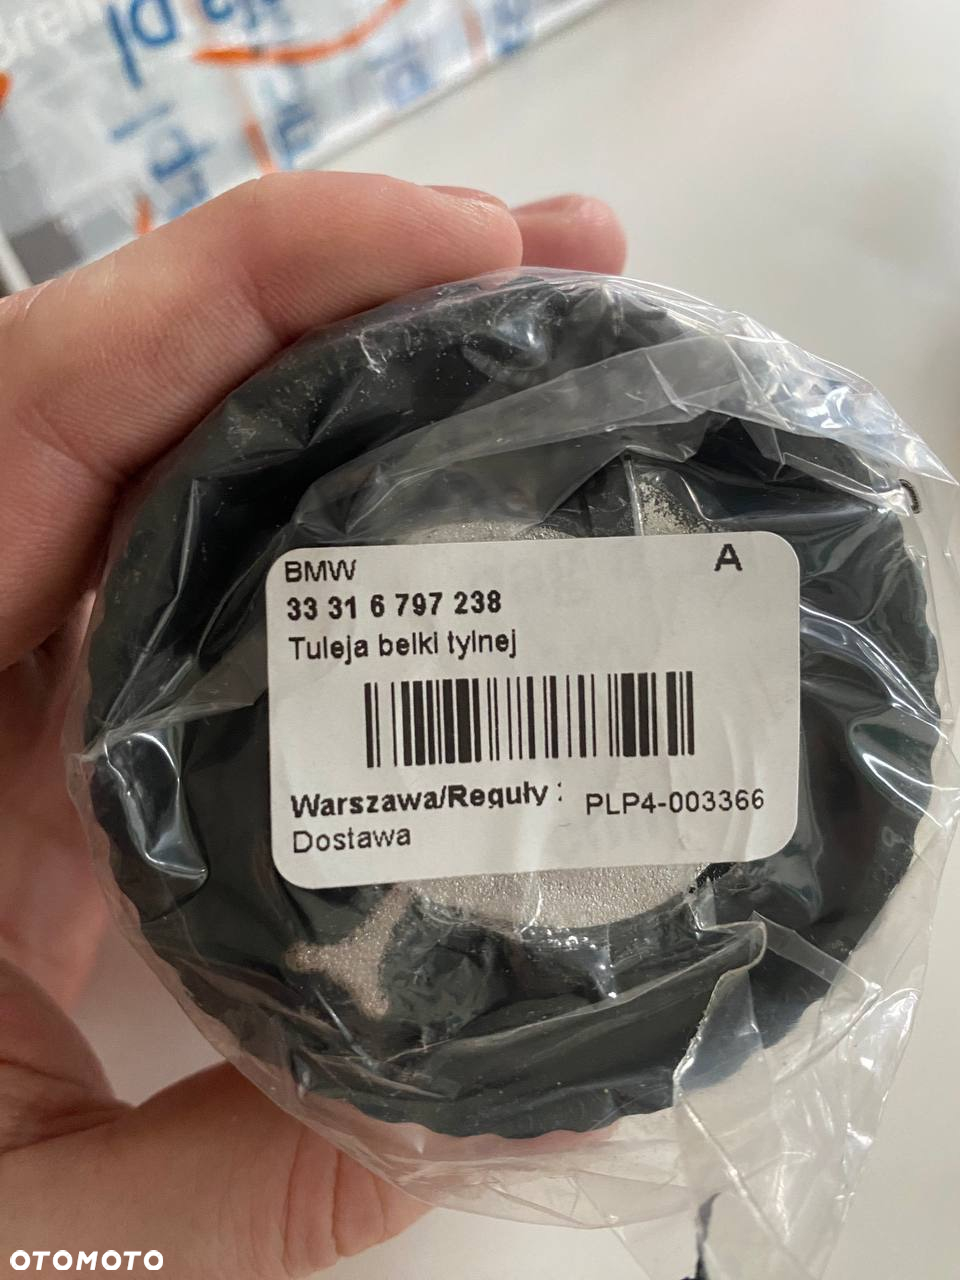 BMW
A
33 31 6 797 238
Tuleja belki tylnej
Warszawa/Reguły
PLP4-003366
Dostawa
OTOMOTO